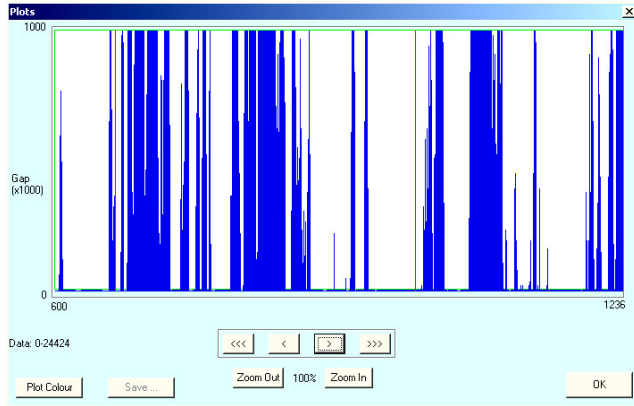 Plots
1000
Gap
(x1000)
0
600 1236
Data: 0-24424
<<< < > >>>
Zoom Out 100% Zoom In
Plot Colour Save ... OK